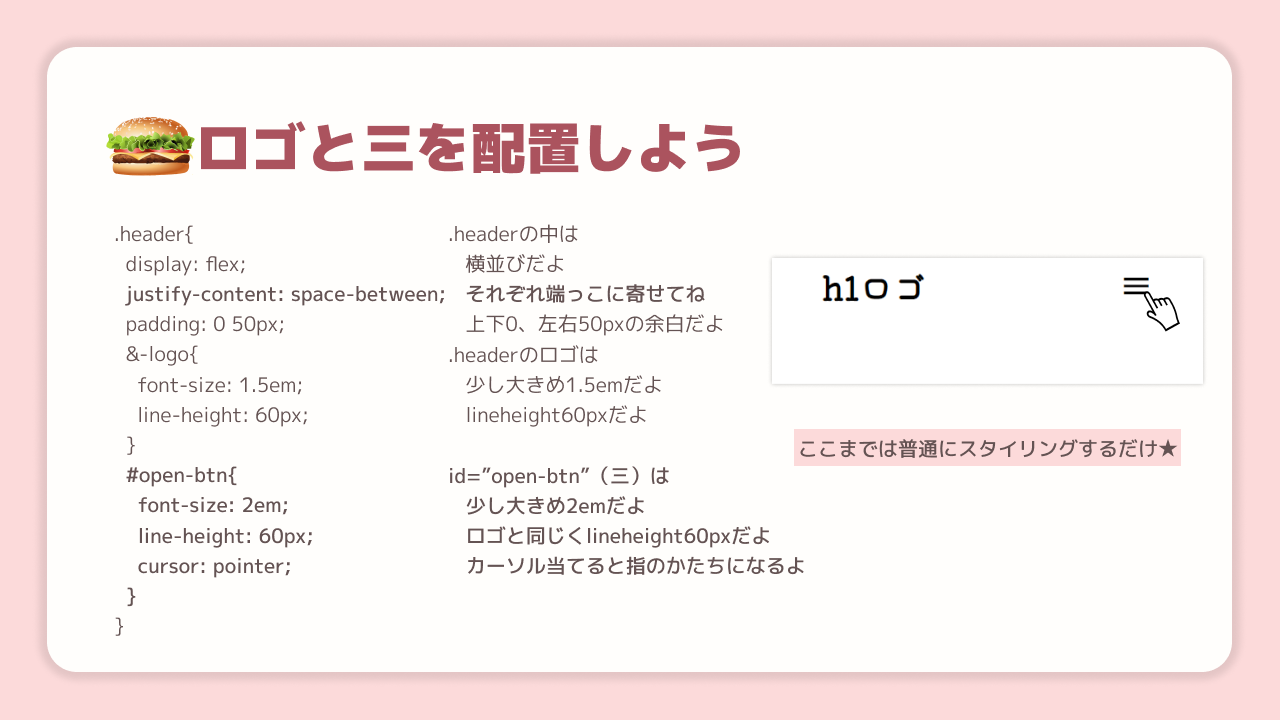 ロゴと三を配置しよう
.header{
display: flex;
justify-content: space-between;
padding: 0 50px;
&-logo{
font-size: 1.5em;
line-height: 60px;
}
#open-btn{
font-size: 2em;
line-height: 60px;
cursor: pointer;
}
}
.headerの中は
横並びだよ
それぞれ端っこに寄せてね
上下0、左右50pxの余白だよ
.headerのロゴは
少し大きめ1.5emだよ
lineheight60pxだよ
id=”open-btn”（三）は
少し大きめ2emだよ
ロゴと同じくlineheight60pxだよ
カーソル当てると指のかたちになるよ
h1ロゴ
ここまでは普通にスタイリングするだけ★